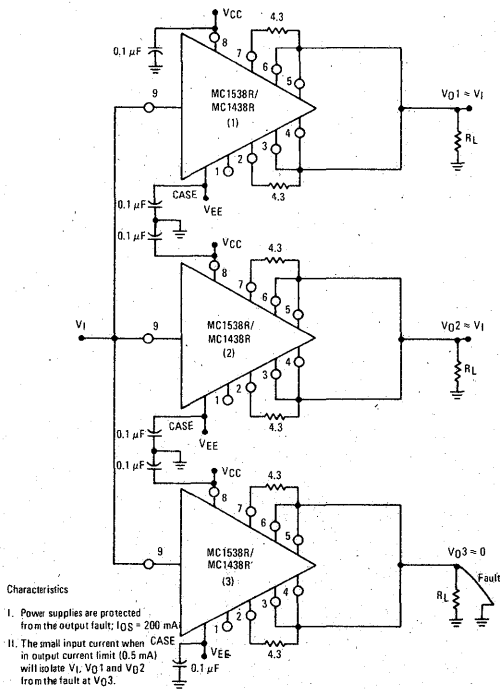 VCC
4.3
0.1 µF
8
7
6
5
9
MC1538R/
MC1438R
(1)
VO1 ≈ VI
4
3
2
1
RL
CASE
4.3
0.1 µF
VEE
0.1 µF
VCC
4.3
8
7
6
5
VI
9
MC1538R/
MC1438R
(2)
VO2 ≈ VI
4
3
2
1
RL
CASE
4.3
0.1 µF
VEE
0.1 µF
VCC
4.3
8
7
6
5
9
MC1538R/
MC1438R
(3)
VO3 ≈ 0
Fault
4
3
2
1
RL
4.3
CASE
VEE
0.1 µF
Characteristics
I. Power supplies are protected
from the output fault; IOS = 200 mA
II. The small input current when
in output current limit (0.5 mA)
will isolate VI, VO1 and VO2
from the fault at VO3.